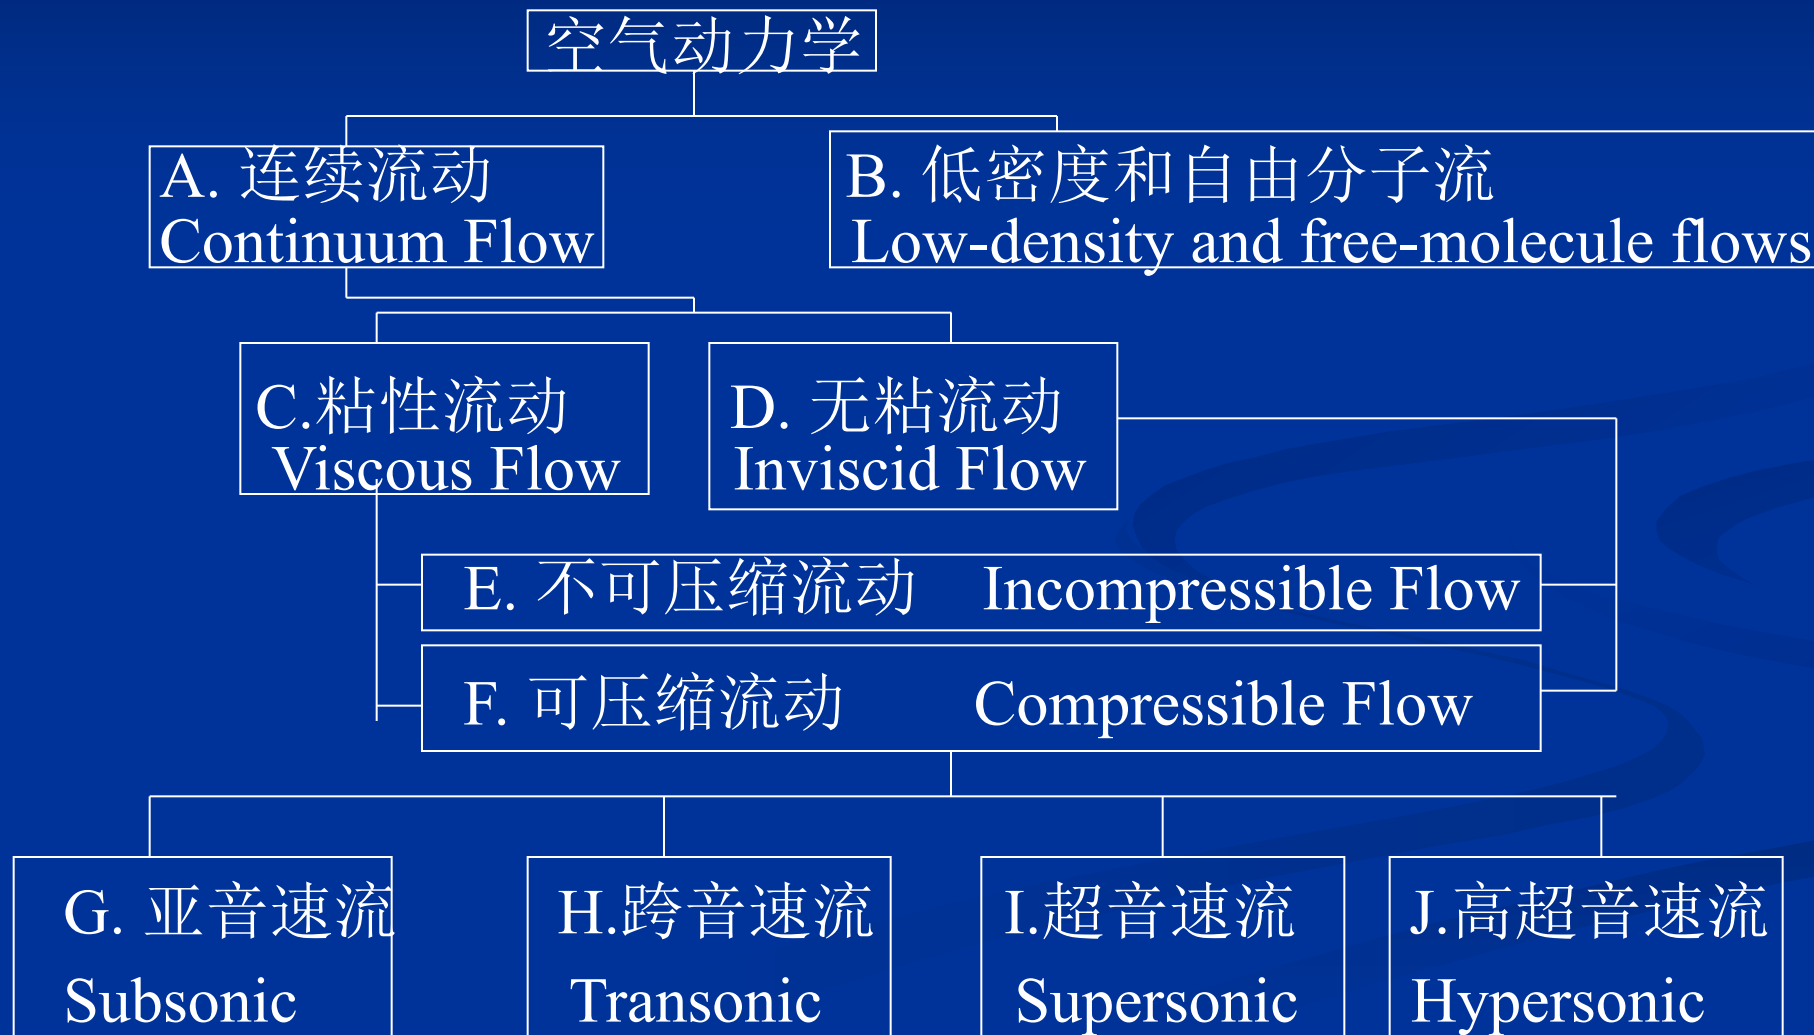 空气动力学
A. 连续流动
Continuum Flow
B. 低密度和自由分子流
Low-density and free-molecule flows
C.粘性流动
Viscous Flow
D. 无粘流动
Inviscid Flow
E. 不可压缩流动 Incompressible Flow
F. 可压缩流动 Compressible Flow
G. 亚音速流
Subsonic
H.跨音速流
Transonic
I.超音速流
Supersonic
J.高超音速流
Hypersonic